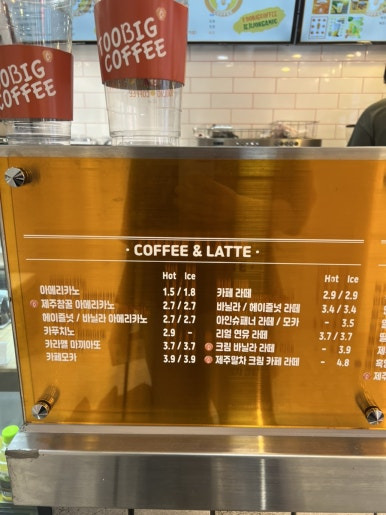 TOOBIG
COFFEE
TOOBIG
COFFEE
· COFFEE & LATTE ·
Hot Ice
아메리카노 1.5 / 1.8
제주청귤 아메리카노 2.7 / 2.7
헤이즐넛 / 바닐라 아메리카노 2.7 / 2.7
카푸치노 2.9 -
카라멜 마끼아또 3.7 / 3.7
카페모카 3.9 / 3.9
Hot Ice
카페 라떼 2.9 / 2.9
바닐라 / 헤이즐넛 라떼 3.4 / 3.4
아인슈페너 라떼 / 모카 - 3.5
리얼 연유 라떼 3.7 / 3.7
크림 바닐라 라떼 - 3.9
제주말차 크림 카페 라떼 - 4.8